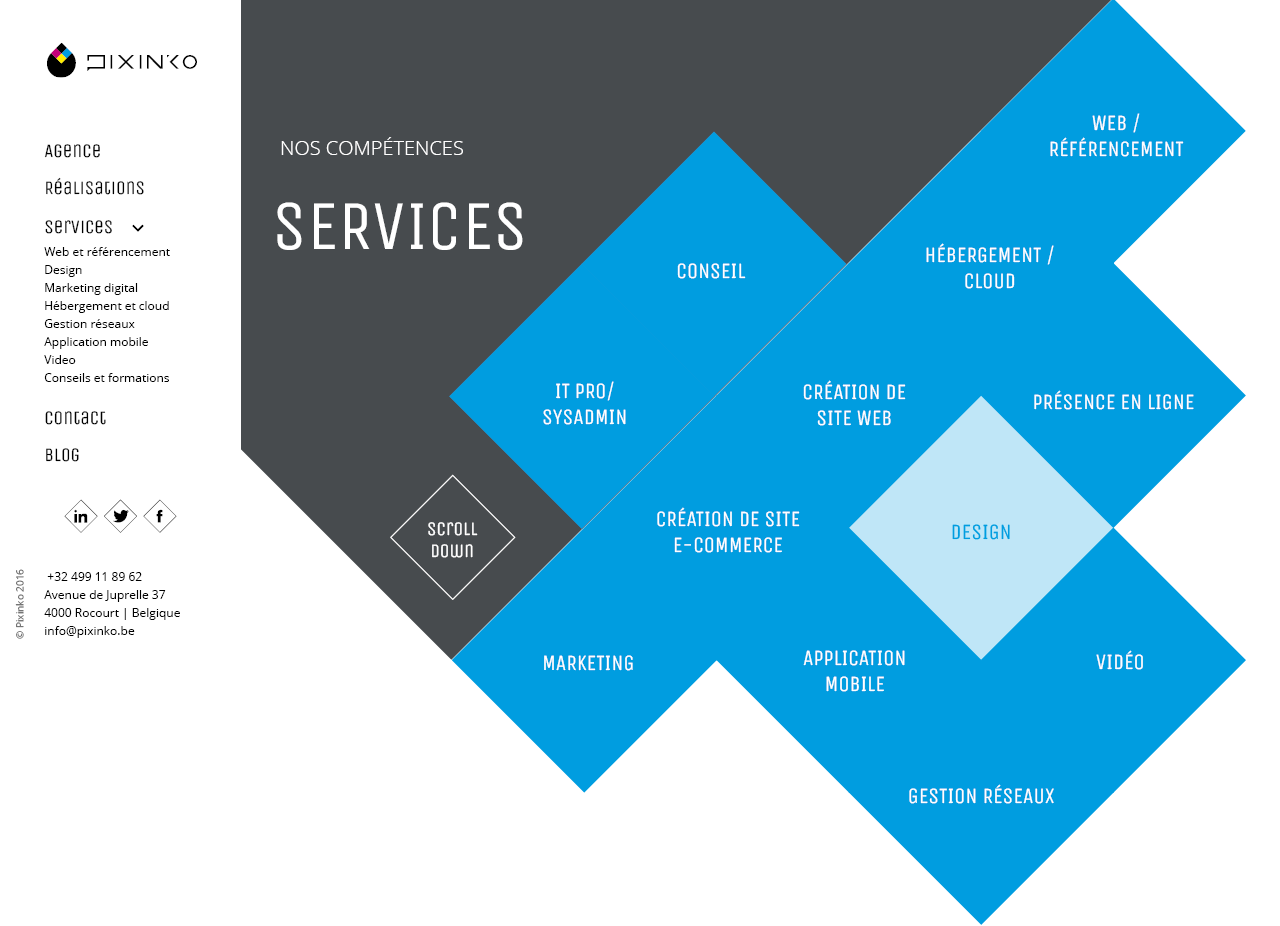 PIXINKO
Agence
Réalisations
Services
Web et référencement
Design
Marketing digital
Hébergement et cloud
Gestion réseaux
Application mobile
Video
Conseils et formations
Contact
BLOG
in
f
+32 499 11 89 62
Avenue de Juprelle 37
4000 Rocourt | Belgique
info@pixinko.be
© Pixinko 2016
NOS COMPÉTENCES
SERVICES
WEB /
RÉFÉRENCEMENT
CONSEIL
HÉBERGEMENT /
CLOUD
IT PRO/
SYSADMIN
CRÉATION DE
SITE WEB
PRÉSENCE EN LIGNE
Scroll
Down
CRÉATION DE SITE
E-COMMERCE
DESIGN
MARKETING
APPLICATION
MOBILE
VIDÉO
GESTION RÉSEAUX